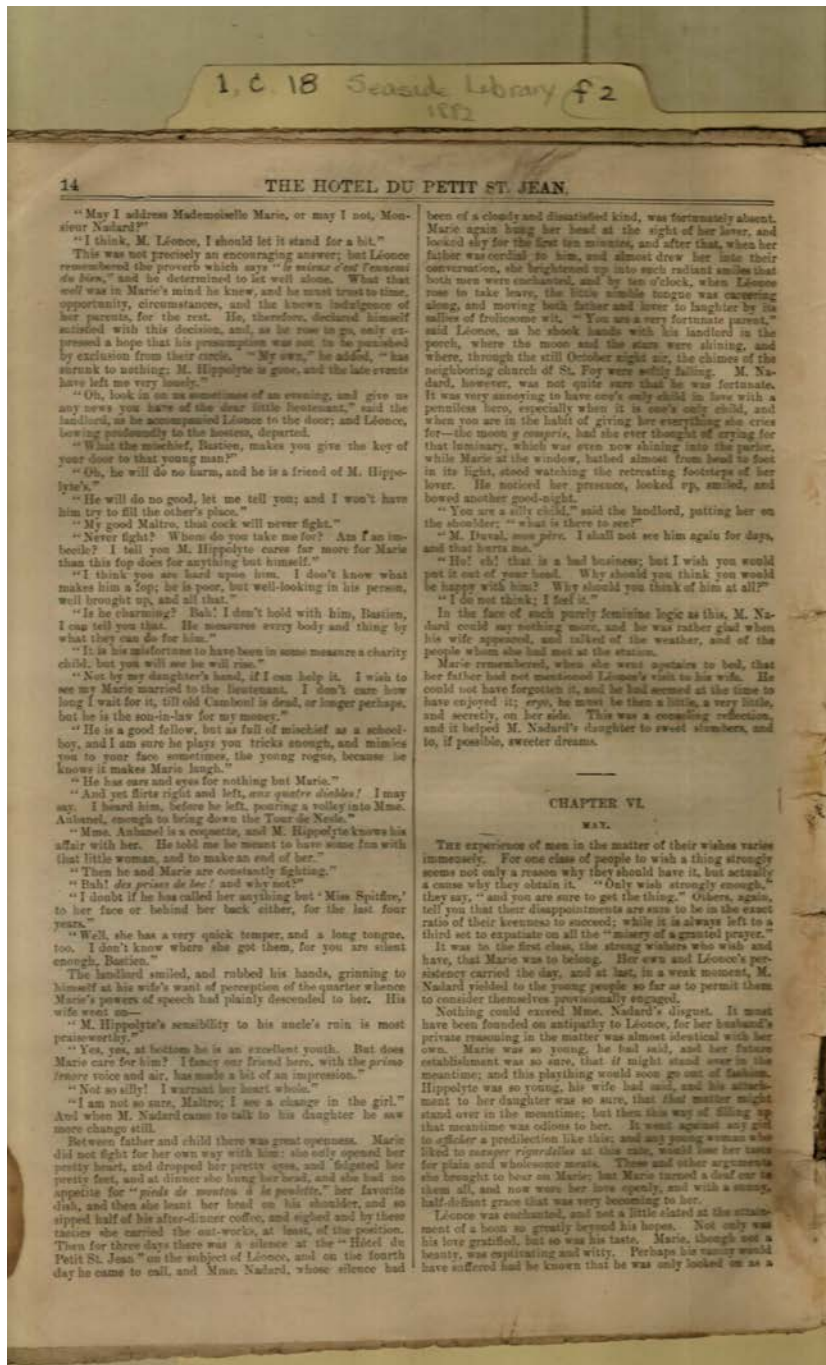 1, C. 18 Seaside Library f 2
1882
14
THE HOTEL DU PETIT ST. JEAN.
"May I address Mademoiselle Marie, or may I not, Mon-
sieur Nadard?"
"I think, M. Léonce, I should let it stand for a bit."
This was not precisely an encouraging answer; but Léonce
remembered the proverb which says "le mieux c'est l'ennemi
du bien," and he determined to let well alone. What that
well was in Marie's mind he knew, and he must trust to time,
opportunity, circumstances, and the known indulgence of
her parents, for the rest. He, therefore, declared himself
satisfied with this decision, and, as he rose to go, only ex-
pressed a hope that his presumption was not to be punished
by exclusion from their circle. "My own," he added, "has
shrunk to nothing; M. Hippolyte is gone, and the late events
have left me very lonely."
"Oh, look in on us sometimes of an evening, and give us
any news you have of the dear little lieutenant," said the
landlord, as he accompanied Léonce to the door; and Léonce,
bowing profoundly to the hostess, departed.
"What the mischief, Bastien, makes you give the key of
your door to that young man?"
"Oh, he will do no harm, and he is a friend of M. Hippo-
lyte's."
"He will do no good, let me tell you; and I won't have
him try to fill the other's place."
"My good Maïtro, that cock will never fight."
"Never fight? Whom do you take me for? Am I an im-
becile? I tell you M. Hippolyte cares far more for Marie
than this fop does for anything but himself."
"I think you are hard upon him. I don't know what
makes him a fop; he is poor, but well-looking in his person,
well brought up, and all that."
"Is he charming? Bah! I don't hold with him, Bastien,
I can tell you that. He measures every body and thing by
what they can do for him."
"It is his misfortune to have been in some measure a charity
child, but you will see he will rise."
"Not by my daughter's hand, if I can help it. I wish to
see my Marie married to the lieutenant. I don't care how
long I wait for it, till old Camboul is dead, or longer perhaps,
but he is the son-in-law for my money."
"He is a good fellow, but as full of mischief as a school-
boy, and I am sure he plays you tricks enough, and mimics
you to your face sometimes, the young rogue, because he
knows it makes Marie laugh."
"He has ears and eyes for nothing but Marie."
"And yet flirts right and left, aux quatre diables! I may
say. I heard him, before he left, pouring a volley into Mme.
Aubanel, enough to bring down the Tour de Nesle."
"Mme. Aubanel is a coquette, and M. Hippolyte knows his
affair with her. He told me he meant to have some fun with
that little woman, and to make an end of her."
"Then he and Marie are constantly fighting."
"Bah! des prises de bec! and why not?"
"I doubt if he has called her anything but 'Miss Spitfire,'
to her face or behind her back either, for the last four
years."
"Well, she has a very quick temper, and a long tongue,
too. I don't know where she got them, for you are silent
enough, Bastien."
The landlord smiled, and rubbed his hands, grinning to
himself at his wife's want of perception of the quarter whence
Marie's powers of speech had plainly descended to her. His
wife went on—
"M. Hippolyte's sensibility to his uncle's ruin is most
praiseworthy."
"Yes, yes, at bottom he is an excellent youth. But does
Marie care for him? I fancy our friend here, with the primo
tenore voice and air, has made a bit of an impression."
"Not so silly! I warrant her heart whole."
"I am not so sure, Maïtro; I see a change in the girl."
And when M. Nadard came to talk to his daughter he saw
more change still.
Between father and child there was great openness. Marie
did not fight for her own way with him: she only opened her
pretty heart, and dropped her pretty eyes, and fidgeted her
pretty feet, and at dinner she hung her head, and she had no
appetite for "pieds de mouton à la poulette," her favorite
dish, and then she leant her head on his shoulder, and so
sipped half of his after-dinner coffee, and sighed and by these
tactics she carried the out-works, at least, of the position.
Then for three days there was a silence at the "Hôtel du
Petit St. Jean" on the subject of Léonce, and on the fourth
day he came to call, and Mme. Nadard, whose silence had
been of a cloudy and dissatisfied kind, was fortunately absent.
Marie again hung her head at the sight of her lover, and
looked shy for the first ten minutes, and after that, when her
father was cordial to him, and almost drew her into their
conversation, she brightened up into such radiant smiles that
both men were enchanted, and by ten o'clock, when Léonce
rose to take leave, the little nimble tongue was careering
along, and moving both father and lover to laughter by its
sallies of frolicsome wit. "You are a very fortunate parent,"
said Léonce, as he shook hands with his landlord in the
porch, where the moon and the stars were shining, and
where, through the still October night air, the chimes of the
neighboring church of St. Foy were softly falling. M. Na-
dard, however, was not quite sure that he was fortunate.
It was very annoying to have one's only child in love with a
penniless hero, especially when it is one's only child, and
when you are in the habit of giving her everything she cries
for—the moon y compris, had she ever thought of crying for
that luminary, which was even now shining into the parlor,
while Marie at the window, bathed almost from head to foot
in its light, stood watching the retreating footsteps of her
lover. He noticed her presence, looked up, smiled, and
bowed another good-night.
"You are a silly child," said the landlord, patting her on
the shoulder; "what is there to see?"
"M. Duval, mon père. I shall not see him again for days,
and that hurts me."
"Ho! eh! that is a bad business; but I wish you would
put it out of your head. Why should you think you would
be happy with him? Why should you think of him at all?"
"I do not think; I feel it."
In the face of such purely feminine logic as this, M. Na-
dard could say nothing more, and he was rather glad when
his wife appeared, and talked of the weather, and of the
people whom she had met at the station.
Marie remembered, when she went upstairs to bed, that
her father had not mentioned Léonce's visit to his wife. He
could not have forgotten it, and he had seemed at the time to
have enjoyed it; ergo, he must be then a little, a very little,
and secretly, on her side. This was a consoling reflection,
and it helped M. Nadard's daughter to sweet slumbers, and
to, if possible, sweeter dreams.
CHAPTER VI.
MAY.
THE experience of men in the matter of their wishes varies
immensely. For one class of people to wish a thing strongly
seems not only a reason why they should have it, but actually
a cause why they obtain it. "Only wish strongly enough,"
they say, "and you are sure to get the thing." Others, again,
tell you that their disappointments are sure to be in the exact
ratio of their keenness to succeed; while it is always left to a
third set to expatiate on all the "misery of a granted prayer."
It was to the first class, the strong wishers who wish and
have, that Marie was to belong. Her own and Léonce's per-
sistency carried the day, and at last, in a weak moment, M.
Nadard yielded to the young people so far as to permit them
to consider themselves provisionally engaged.
Nothing could exceed Mme. Nadard's disgust. It must
have been founded on antipathy to Léonce, for her husband's
private reasoning in the matter was almost identical with her
own. Marie was so young, he had said, and her future
establishment was so sure, that it might stand over in the
meantime; and this plaything would soon go out of fashion.
Hippolyte was so young, his wife had said, and his attach-
ment to her daughter was so sure, that that matter might
stand over in the meantime; but then this way of filling up
that meantime was odious to her. It went against any girl
to afficher a predilection like this; and any young woman who
liked to manger rigardelles at this rate, would lose her taste
for plain and wholesome meats. These and other arguments
she brought to bear on Marie; but Marie turned a deaf ear to
them all, and now wore her love openly, and with a sunny,
half-defiant grace that was very becoming to her.
Léonce was enchanted, and not a little elated at the attain-
ment of a boon so greatly beyond his hopes. Not only was
his love gratified, but so was his taste. Marie, though not a
beauty, was captivating and witty. Perhaps his vanity would
have suffered had he known that he was only looked on as a